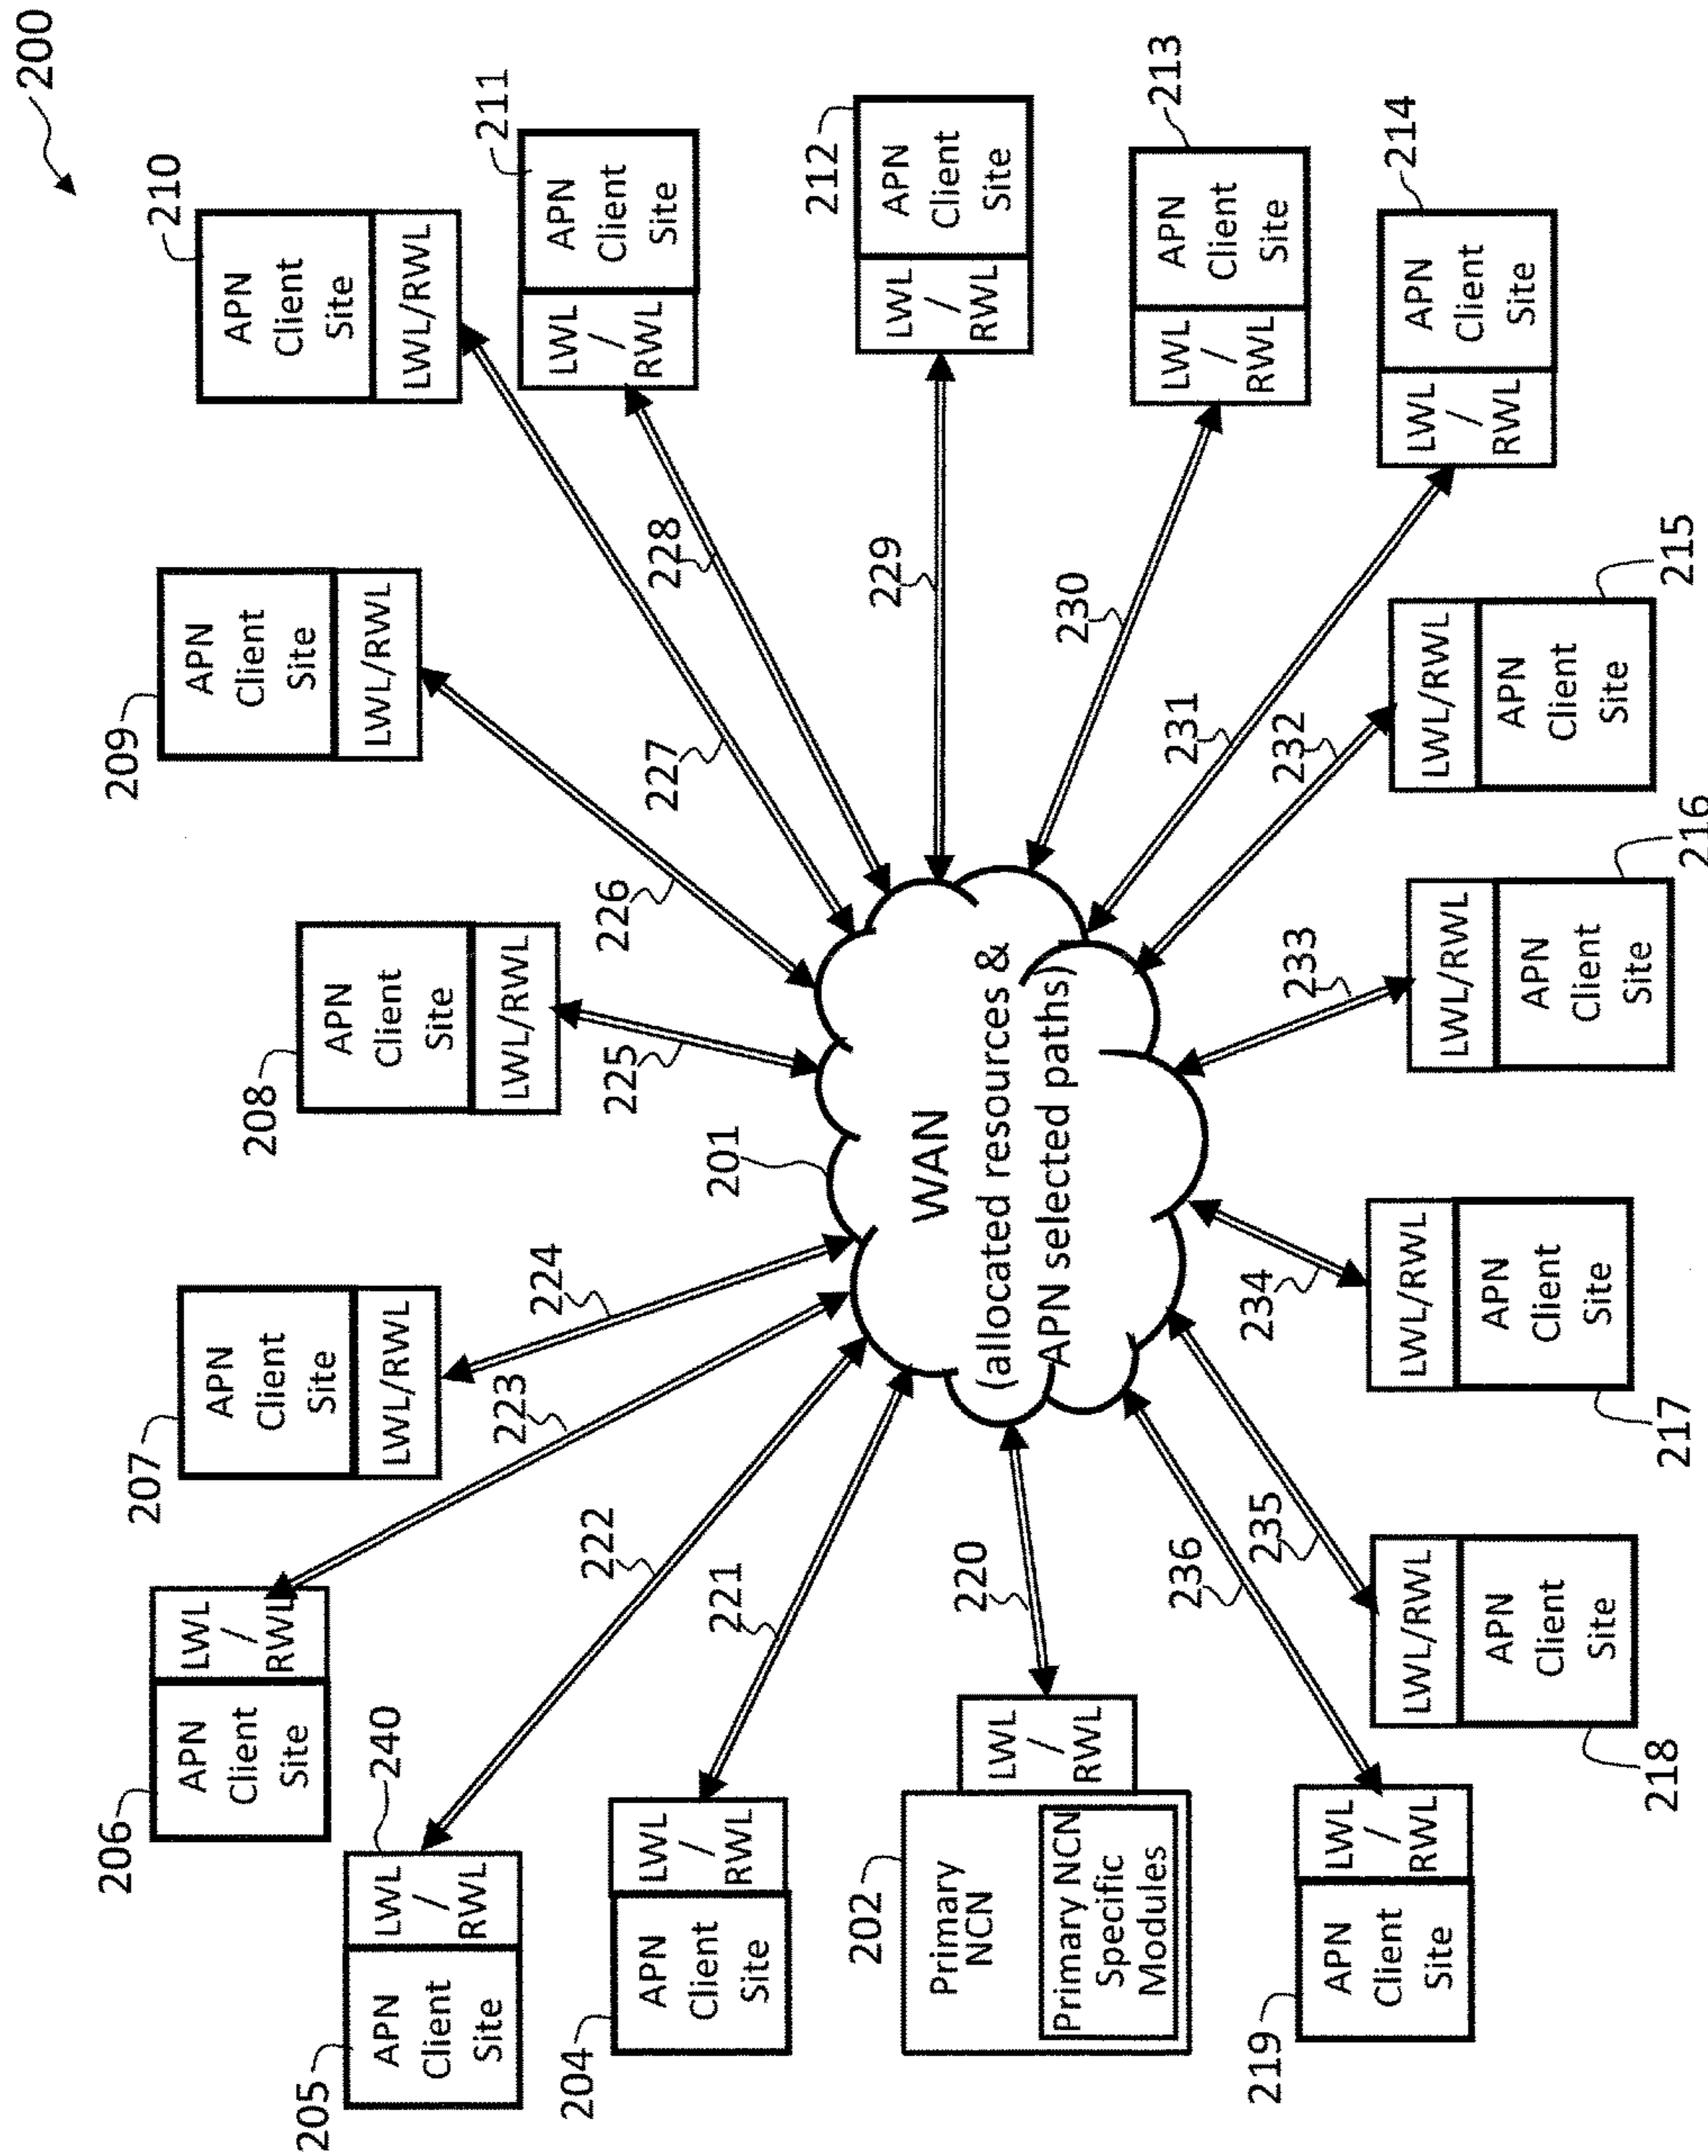 200
205
APN
Client
Site
LWL
/
RWL
240
206
APN
Client
Site
LWL
/
RWL
207
APN
Client
Site
LWL/RWL
208
APN
Client
Site
LWL/RWL
209
APN
Client
Site
LWL/RWL
210
APN
Client
Site
LWL/RWL
211
LWL
/
RWL
APN
Client
Site
204
APN
Client
Site
LWL
/
RWL
221
222
223
224
225
226
227
228
202
Primary
NCN
Primary NCN
Specific
Modules
LWL
/
RWL
220
201
WAN
(allocated resources &
APN selected paths)
229
212
LWL
/
RWL
APN
Client
Site
230
213
LWL
/
RWL
APN
Client
Site
236
235
234
233
232
231
214
LWL
/
RWL
APN
Client
Site
219
APN
Client
Site
LWL
/
RWL
218
LWL/RWL
APN
Client
Site
217
LWL/RWL
APN
Client
Site
216
LWL/RWL
APN
Client
Site
215
LWL/RWL
APN
Client
Site